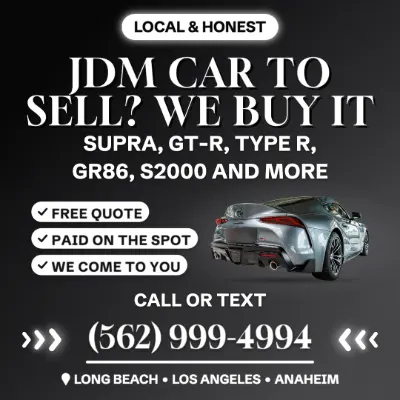 LOCAL & HONEST
JDM CAR TO
SELL? WE BUY IT
SUPRA, GT-R, TYPE R,
GR86, S2000 AND MORE
✓ FREE QUOTE
✓ PAID ON THE SPOT
✓ WE COME TO YOU
CALL OR TEXT
(562) 999-4994
LONG BEACH • LOS ANGELES • ANAHEIM